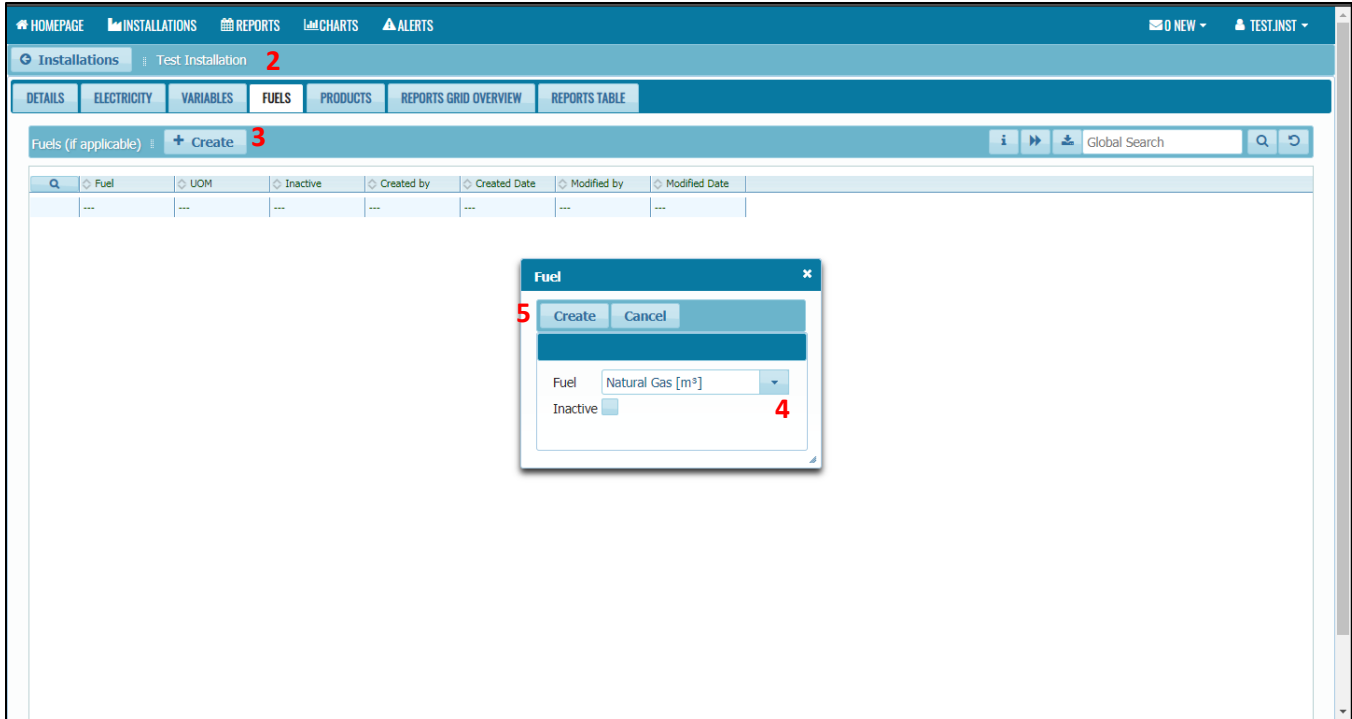 HOMEPAGE INSTALLATIONS REPORTS CHARTS ALERTS 0 NEW TEST.INST
Installations Test Installation 2
DETAILS ELECTRICITY VARIABLES FUELS PRODUCTS REPORTS GRID OVERVIEW REPORTS TABLE
Fuels (if applicable) + Create 3 i Global Search
Fuel UOM Inactive Created by Created Date Modified by Modified Date
--- --- --- --- --- --- ---
Fuel
5 Create Cancel
Fuel Natural Gas [m³]
Inactive 4